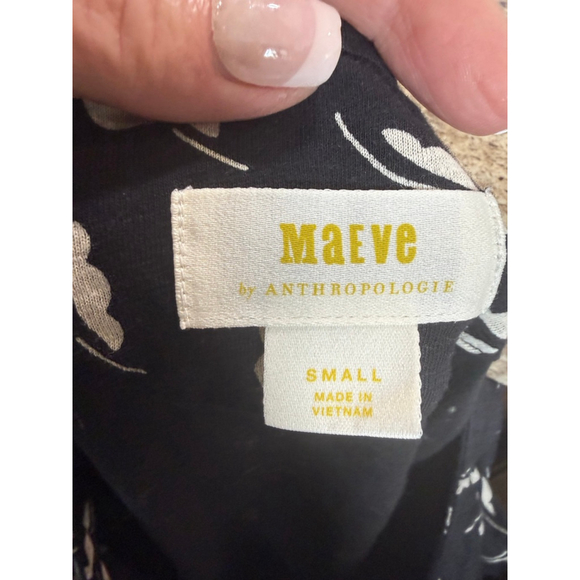 MaEVe
by ANTHROPOLOGIE
SMALL
MADE IN
VIETNAM